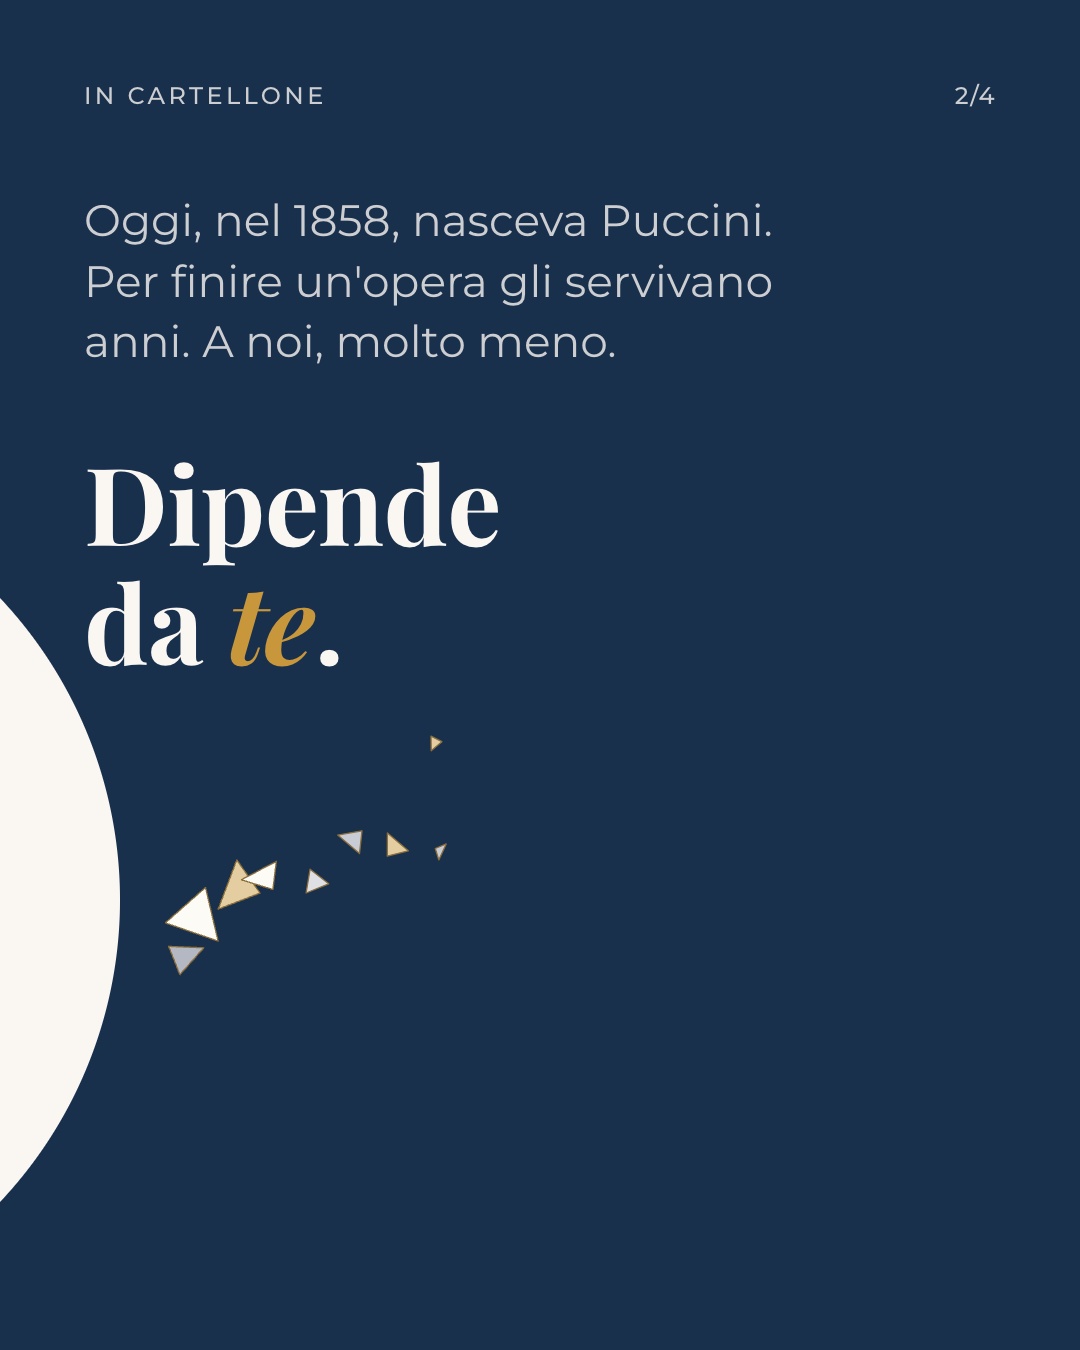 IN CARTELLONE
2/4
Oggi, nel 1858, nasceva Puccini.
Per finire un'opera gli servivano
anni. A noi, molto meno.
Dipende
da te.